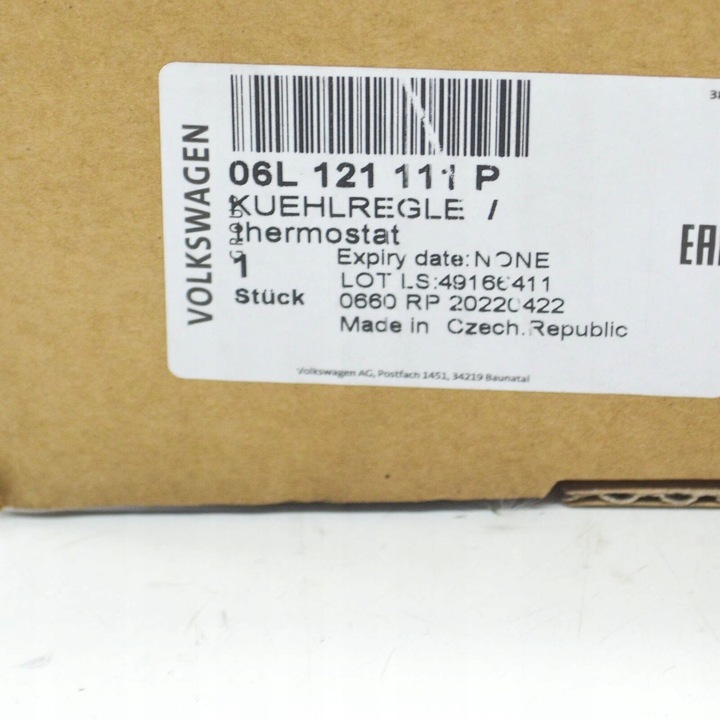 VOLKSWAGEN
GROUP
06L 121 111 P
KUEHLREGLE /
thermostat
1
Stück
Expiry date:NONE
LOT LS:49166411
0660 RP 20220422
Made in Czech.Republic
Volkswagen AG, Postfach 1451, 34219 Baunatal